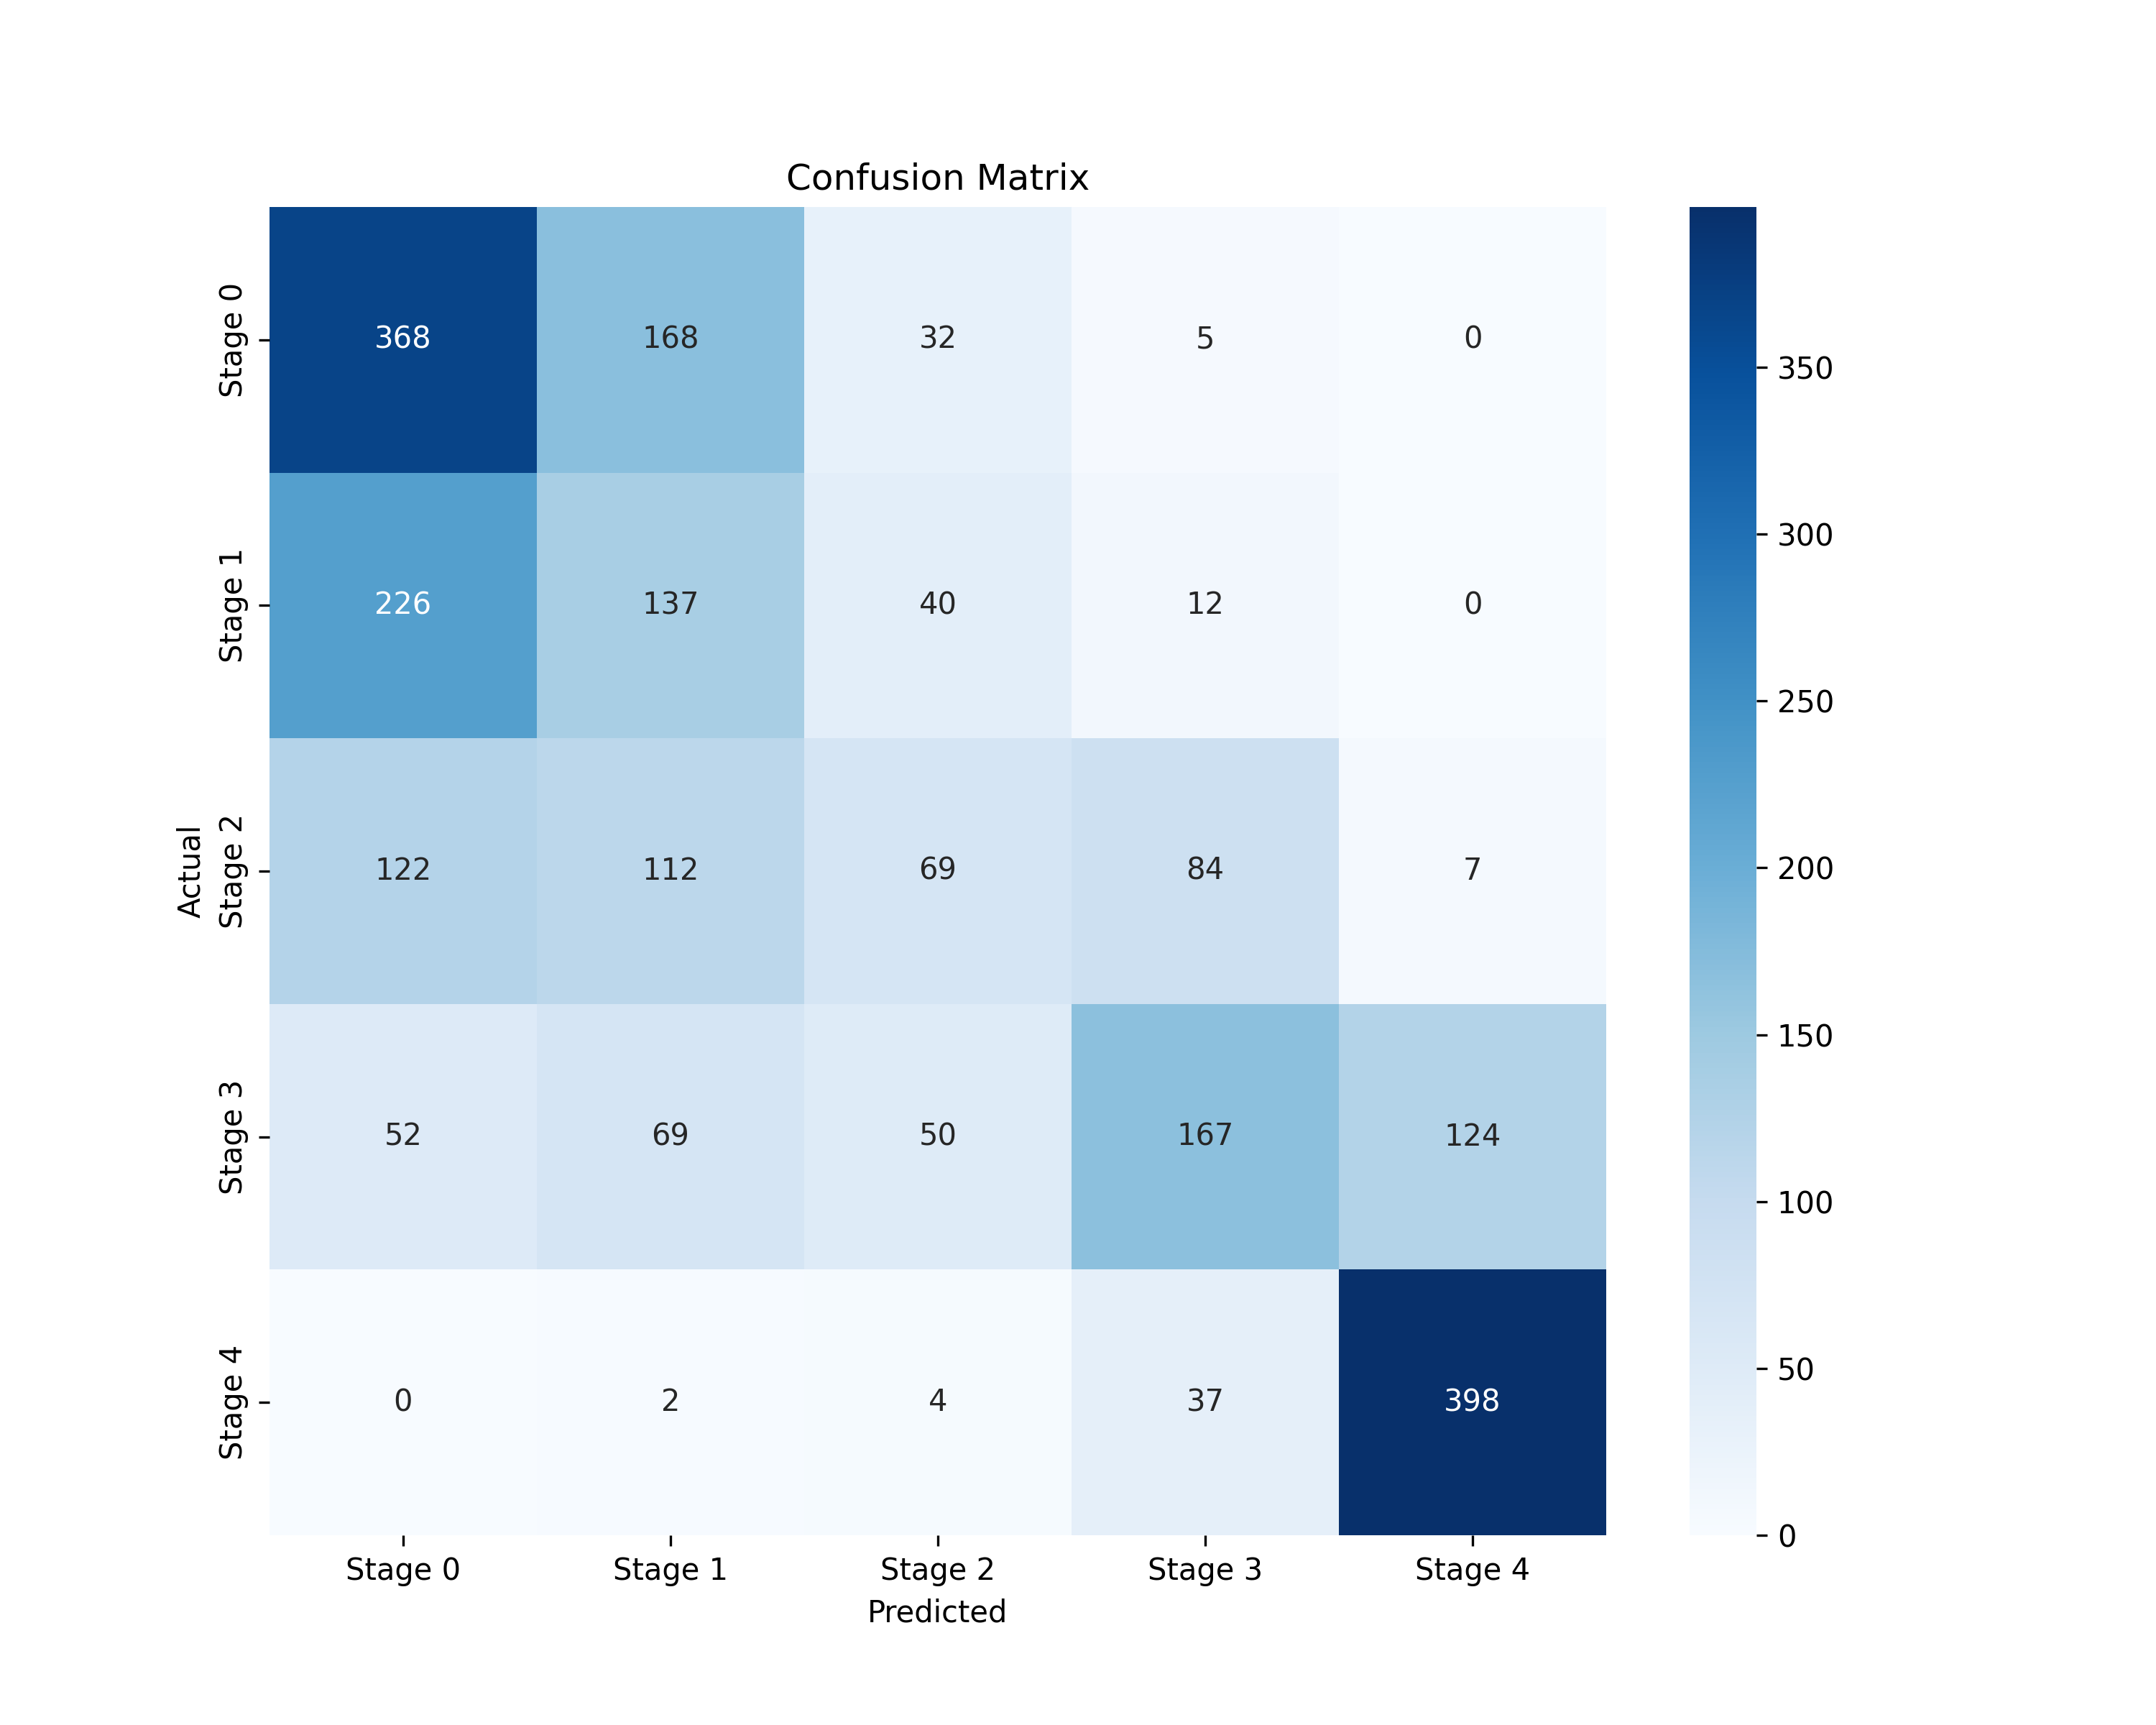 Confusion Matrix
Stage 0
368 168 32 5 0
Stage 1
226 137 40 12 0
Actual
Stage 2
122 112 69 84 7
Stage 3
52 69 50 167 124
Stage 4
0 2 4 37 398
Stage 0 Stage 1 Stage 2 Stage 3 Stage 4
Predicted
350
300
250
200
150
100
50
0